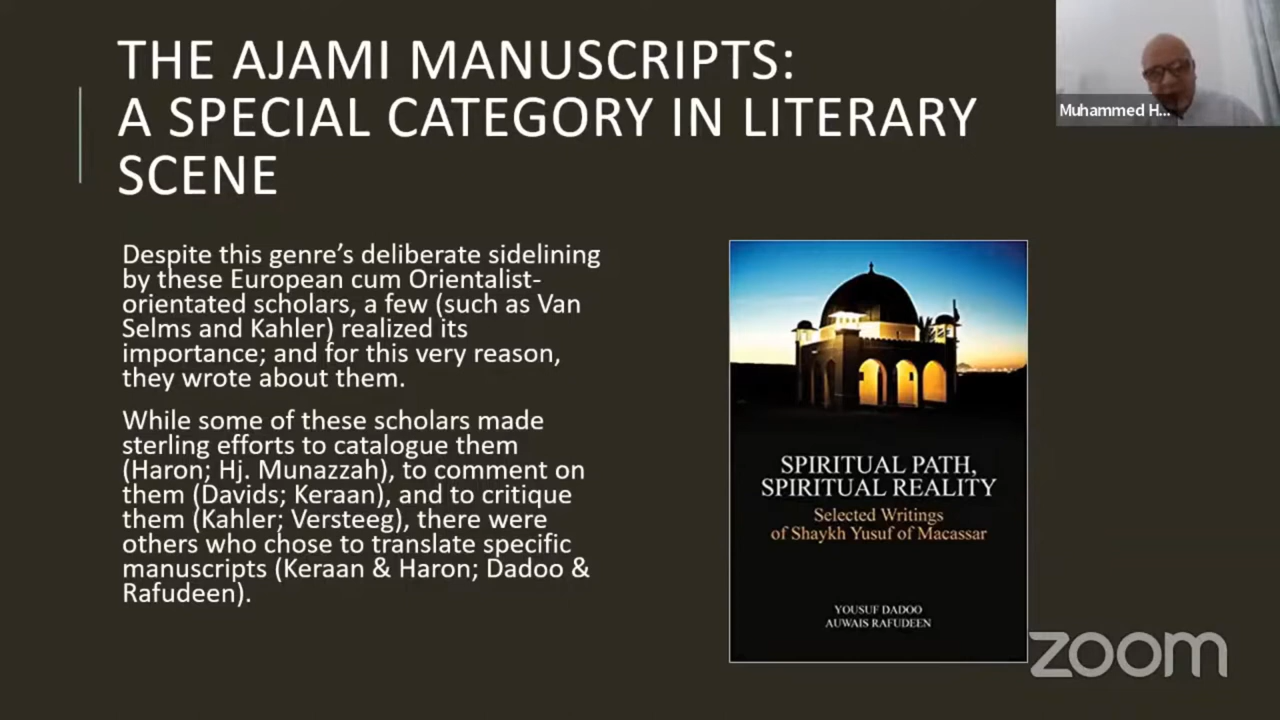 THE AJAMI MANUSCRIPTS:
A SPECIAL CATEGORY IN LITERARY
SCENE
Muhammed H...
Despite this genre’s deliberate sidelining
by these European cum Orientalist-
orientated scholars, a few (such as Van
Selms and Kahler) realized its
importance; and for this very reason,
they wrote about them.
While some of these scholars made
sterling efforts to catalogue them
(Haron; Hj. Munazzah), to comment on
them (Davids; Keraan), and to critique
them (Kahler; Versteeg), there were
others who chose to translate specific
manuscripts (Keraan & Haron; Dadoo &
Rafudeen).
SPIRITUAL PATH,
SPIRITUAL REALITY
Selected Writings
of Shaykh Yusuf of Macassar
YOUSUF DADOO
AUWAIS RAFUDEEN
zoom